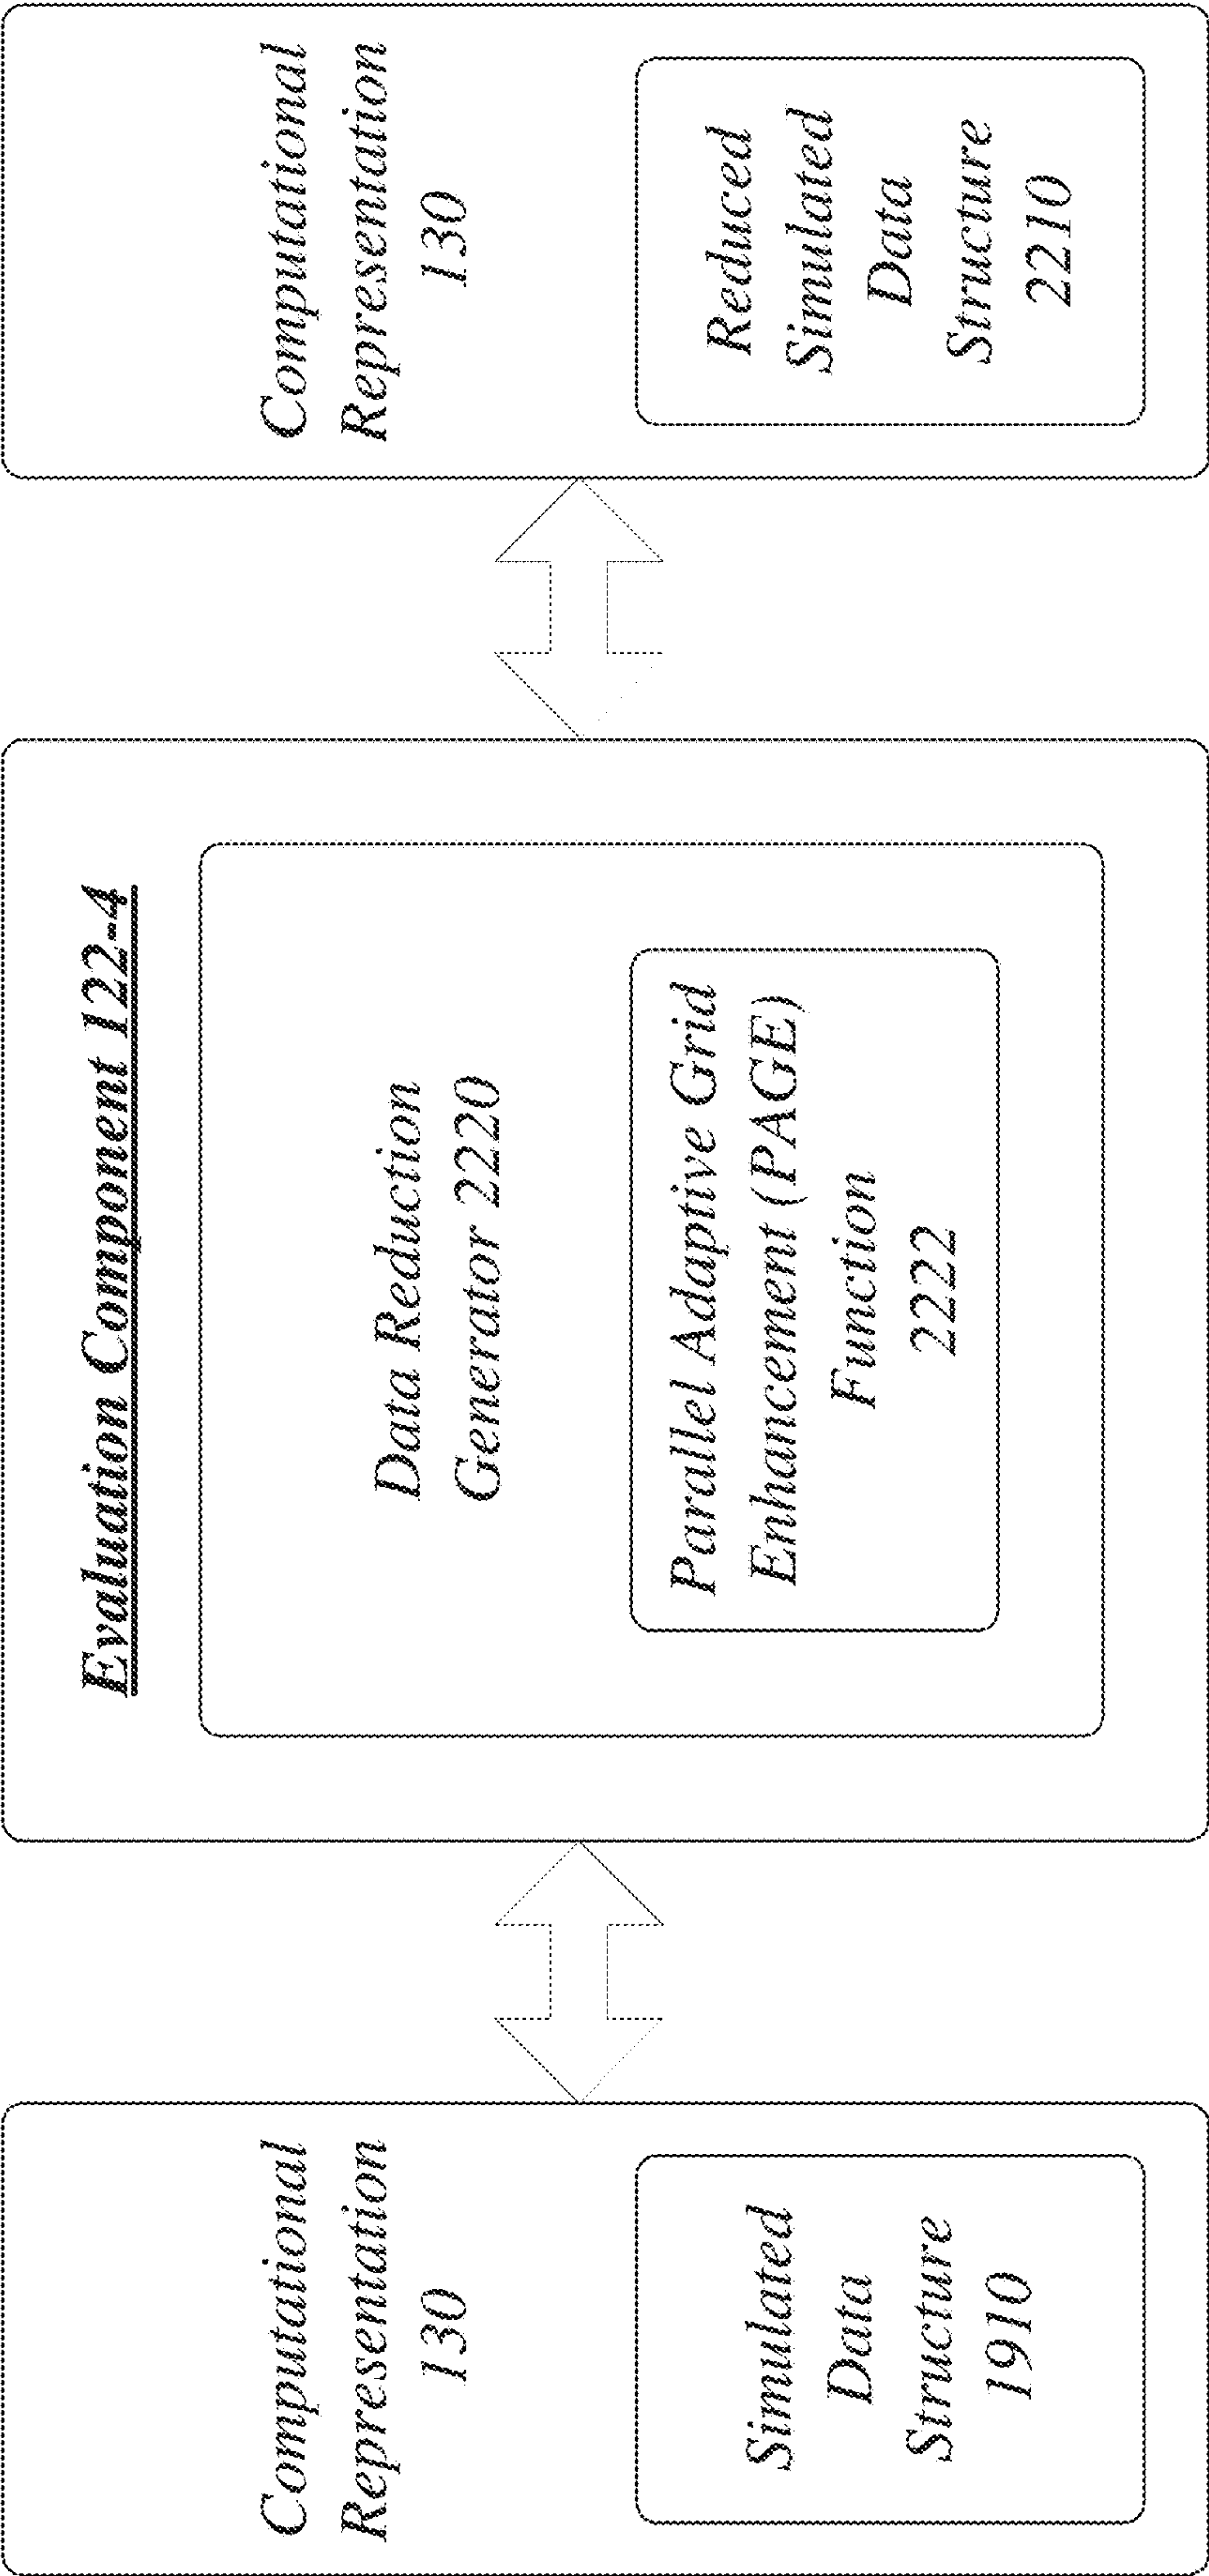 Computational
Representation
130
Simulated
Data
Structure
1910
Evaluation Component 122-4
Data Reduction
Generator 2220
Parallel Adaptive Grid
Enhancement (PAGE)
Function
2222
Computational
Representation
130
Reduced
Simulated
Data
Structure
2210